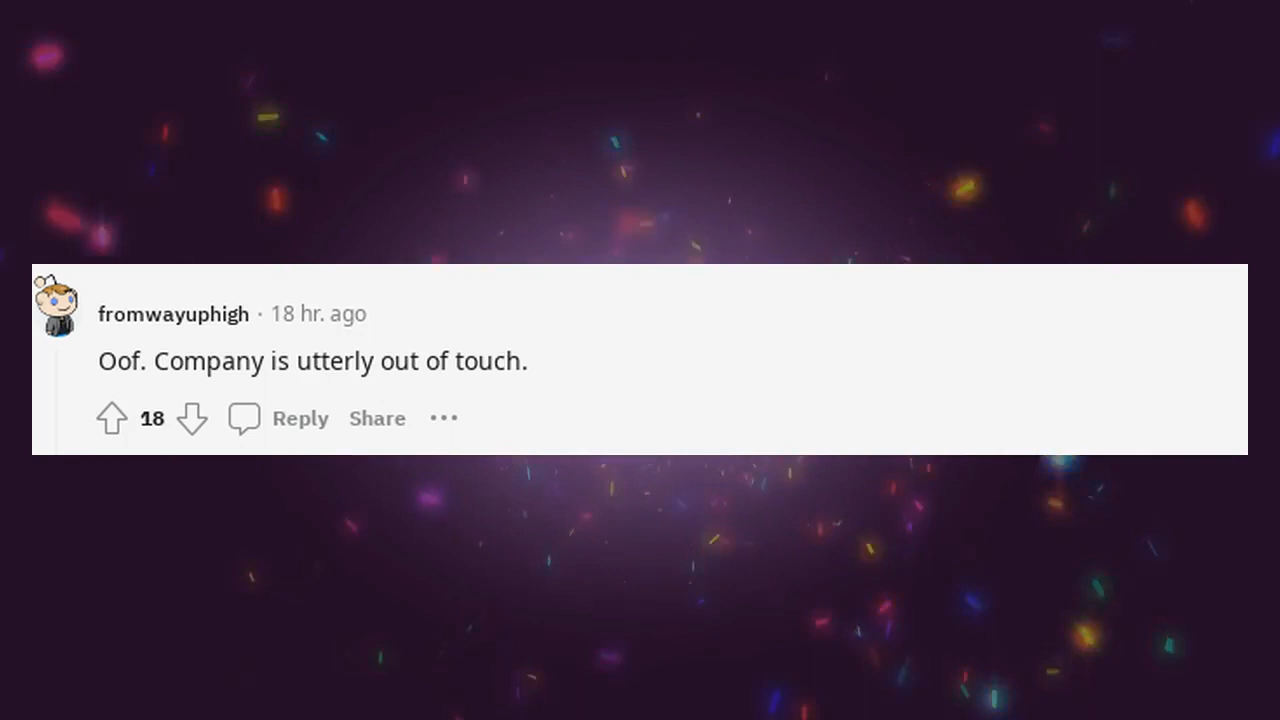 fromwayuphigh · 18 hr. ago
Oof. Company is utterly out of touch.
18 Reply Share ···